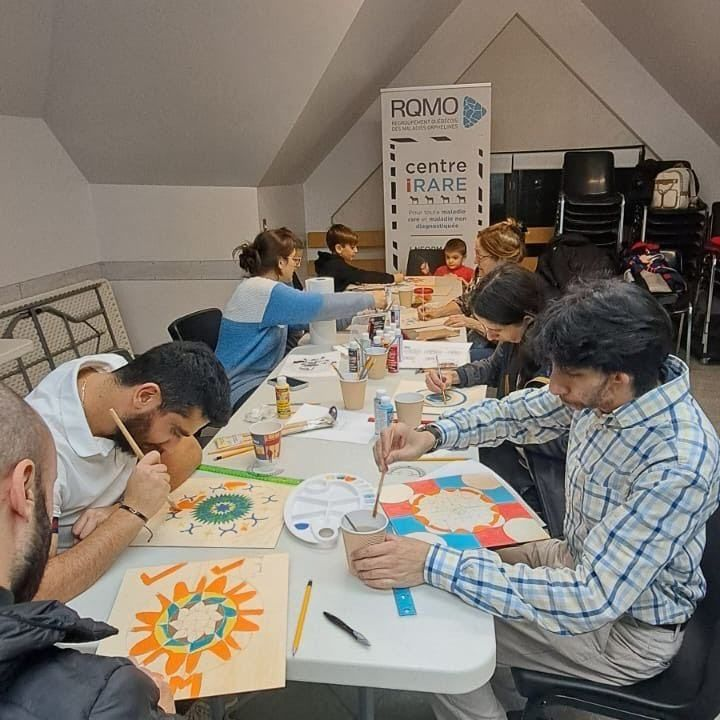 RQMO
REGROUPEMENT QUÉBÉCOIS
DES MALADIES ORPHELINES
centre
iRARE
Pour toute maladie
rare et maladie non
diagnostiquée